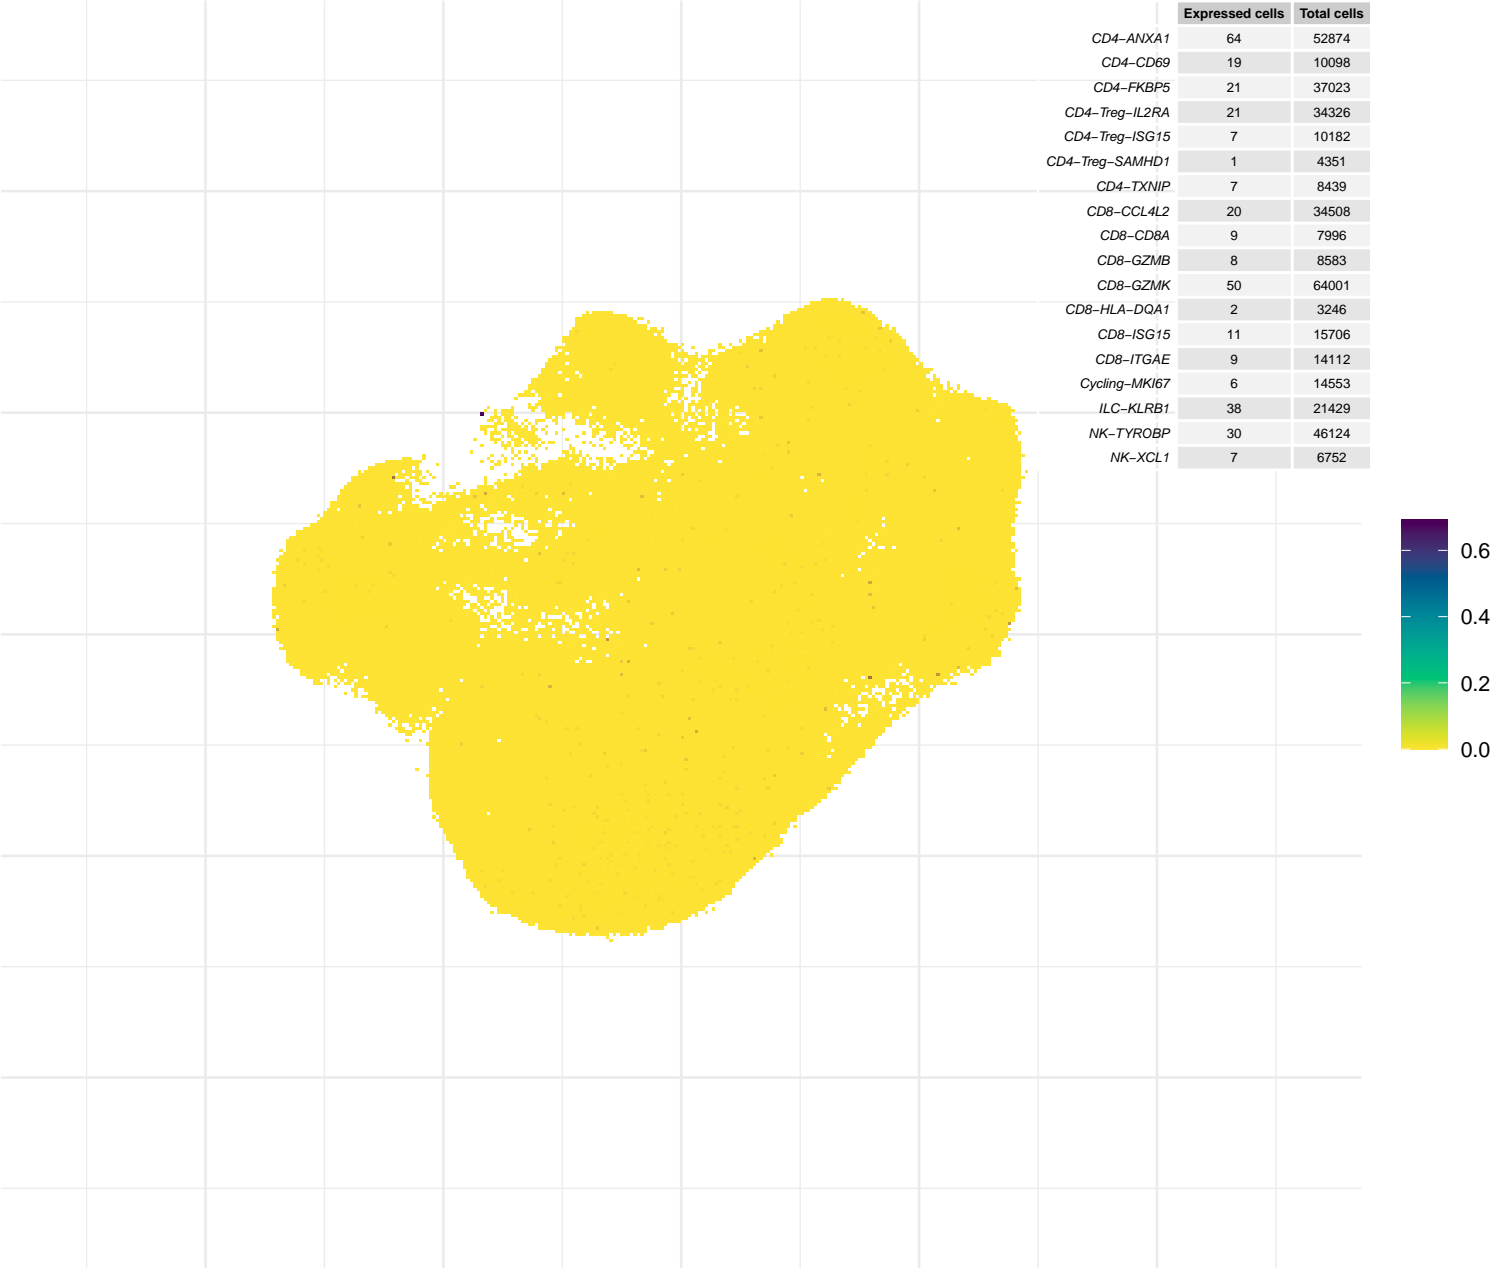 Expressed cells Total cells
CD4−ANXA1 64 52874
CD4−CD69 19 10098
CD4−FKBP5 21 37023
CD4−Treg−IL2RA 21 34326
CD4−Treg−ISG15 7 10182
CD4−Treg−SAMHD1 1 4351
CD4−TXNIP 7 8439
CD8−CCL4L2 20 34508
CD8−CD8A 9 7996
CD8−GZMB 8 8583
CD8−GZMK 50 64001
CD8−HLA−DQA1 2 3246
CD8−ISG15 11 15706
CD8−ITGAE 9 14112
Cycling−MKI67 6 14553
ILC−KLRB1 38 21429
NK−TYROBP 30 46124
NK−XCL1 7 6752
0.6
0.4
0.2
0.0